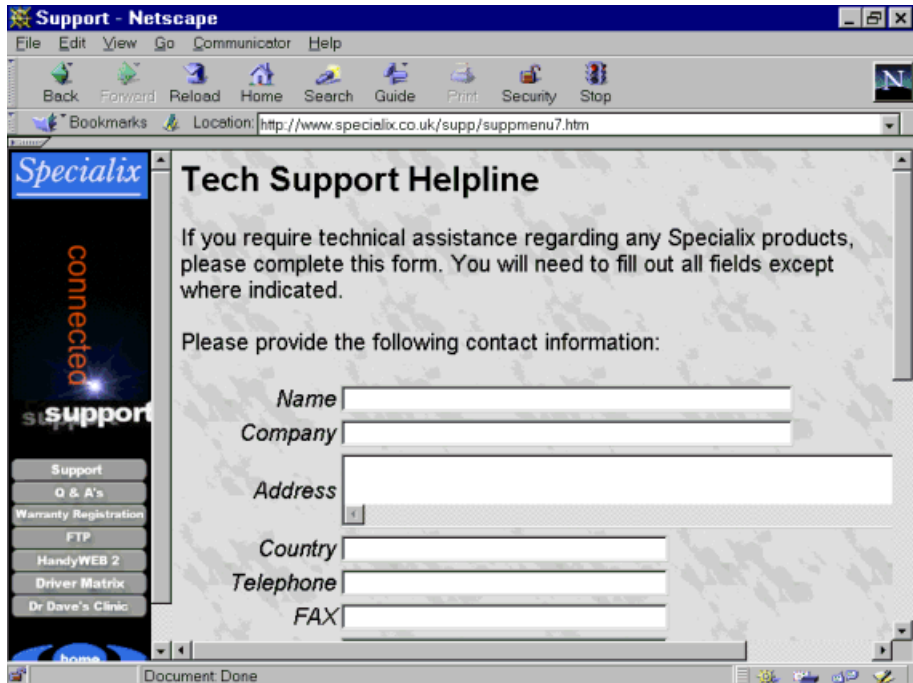 Support - Netscape
File Edit View Go Communicator Help
Back Forward Reload Home Search Guide Print Security Stop
N
Bookmarks Location: http://www.specialix.co.uk/supp/suppmenu7.htm
Specialix
connected
support
Support
Q & A's
Warranty Registration
FTP
HandyWEB 2
Driver Matrix
Dr Dave's Clinic
home
Tech Support Helpline
If you require technical assistance regarding any Specialix products,
please complete this form. You will need to fill out all fields except
where indicated.
Please provide the following contact information:
Name
Company
Address
Country
Telephone
FAX
Document: Done